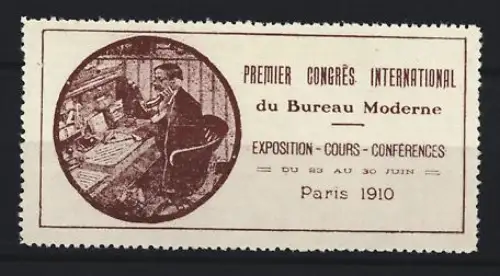 PREMIER CONGRÈS INTERNATIONAL
du Bureau Moderne
EXPOSITION - COURS - CONFÉRENCES
DU 23 AU 30 JUIN
Paris 1910